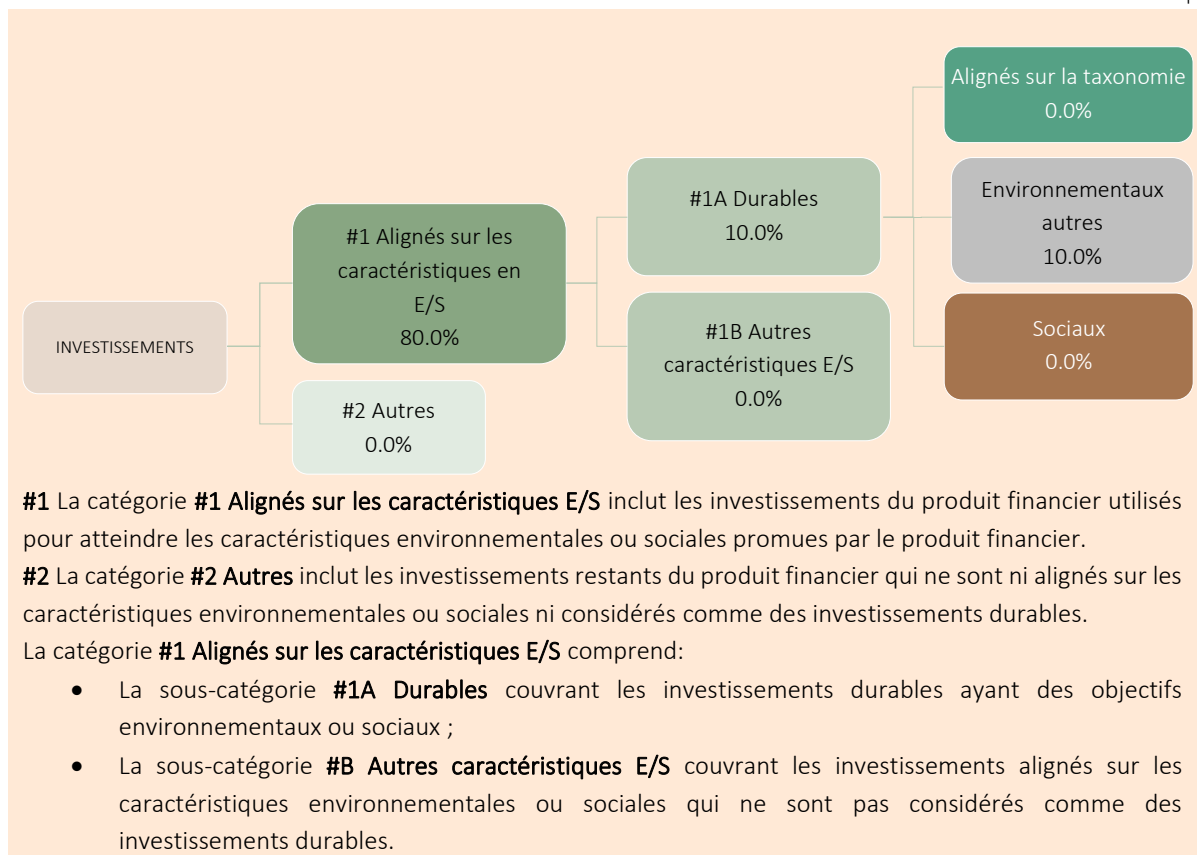 Alignés sur la taxonomie
0.0%
#1A Durables
10.0%
Environnementaux
autres
10.0%
#1 Alignés sur les
caractéristiques en
E/S
80.0%
INVESTISSEMENTS
#1B Autres
caractéristiques E/S
0.0%
Sociaux
0.0%
#2 Autres
0.0%
#1 La catégorie #1 Alignés sur les caractéristiques E/S inclut les investissements du produit financier utilisés
pour atteindre les caractéristiques environnementales ou sociales promues par le produit financier.
#2 La catégorie #2 Autres inclut les investissements restants du produit financier qui ne sont ni alignés sur les
caractéristiques environnementales ou sociales ni considérés comme des investissements durables.
La catégorie #1 Alignés sur les caractéristiques E/S comprend:
• La sous-catégorie #1A Durables couvrant les investissements durables ayant des objectifs
environnementaux ou sociaux ;
• La sous-catégorie #B Autres caractéristiques E/S couvrant les investissements alignés sur les
caractéristiques environnementales ou sociales qui ne sont pas considérés comme des
investissements durables.